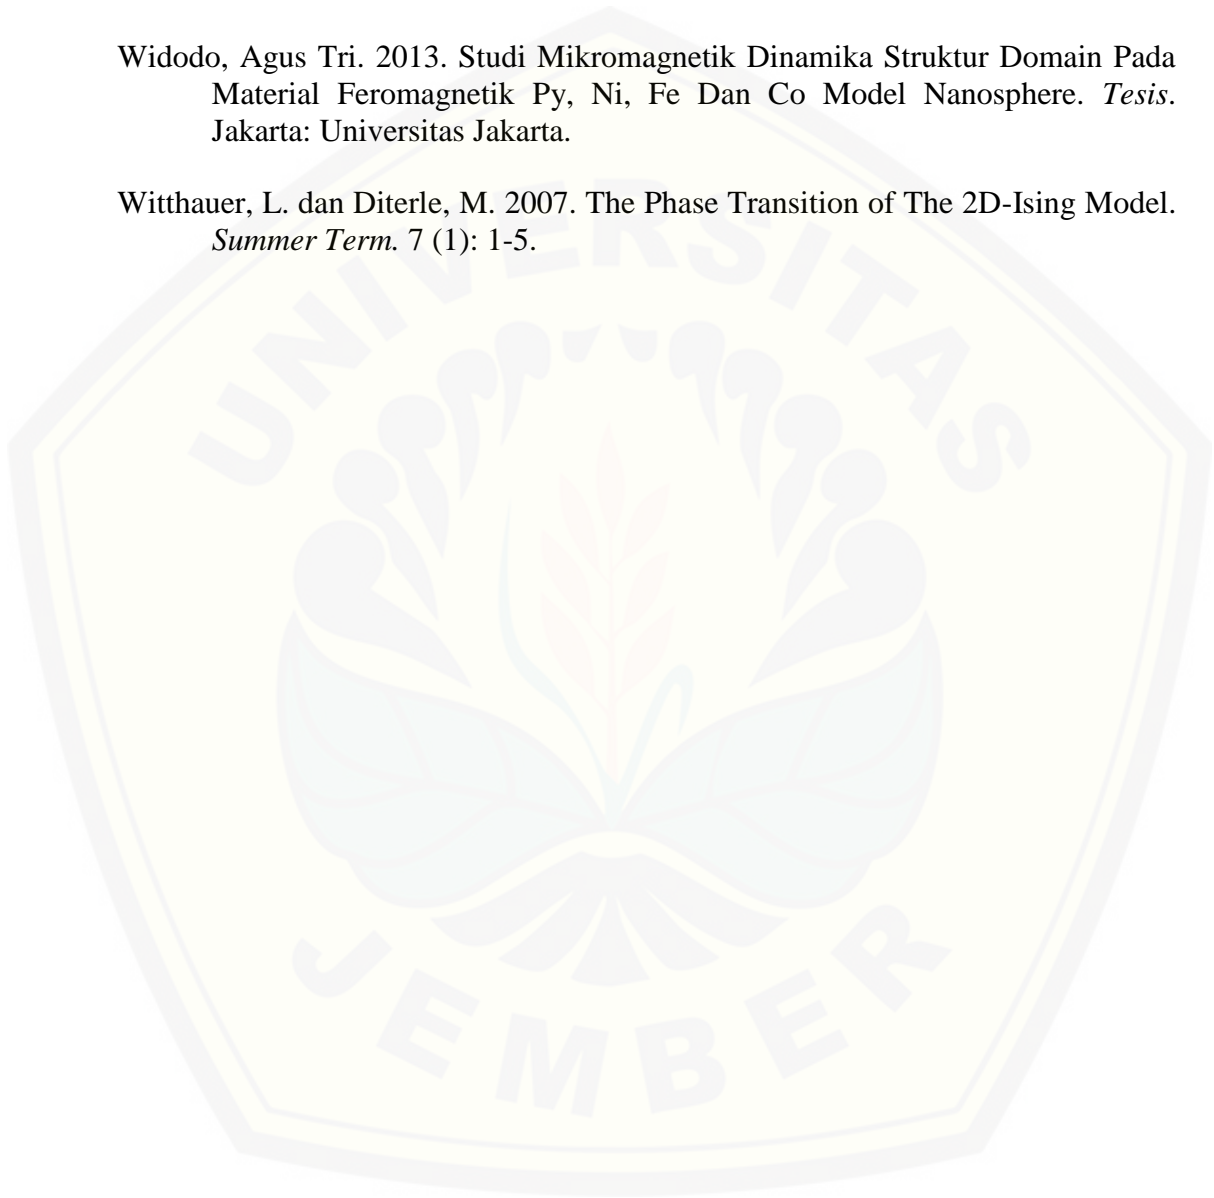 Widodo, Agus Tri. 2013. Studi Mikromagnetik Dinamika Struktur Domain Pada
Material Feromagnetik Py, Ni, Fe Dan Co Model Nanosphere. Tesis.
Jakarta: Universitas Jakarta.
Witthauer, L. dan Diterle, M. 2007. The Phase Transition of The 2D-Ising Model.
Summer Term. 7 (1): 1-5.
UNIVERSITAS
JEMBER